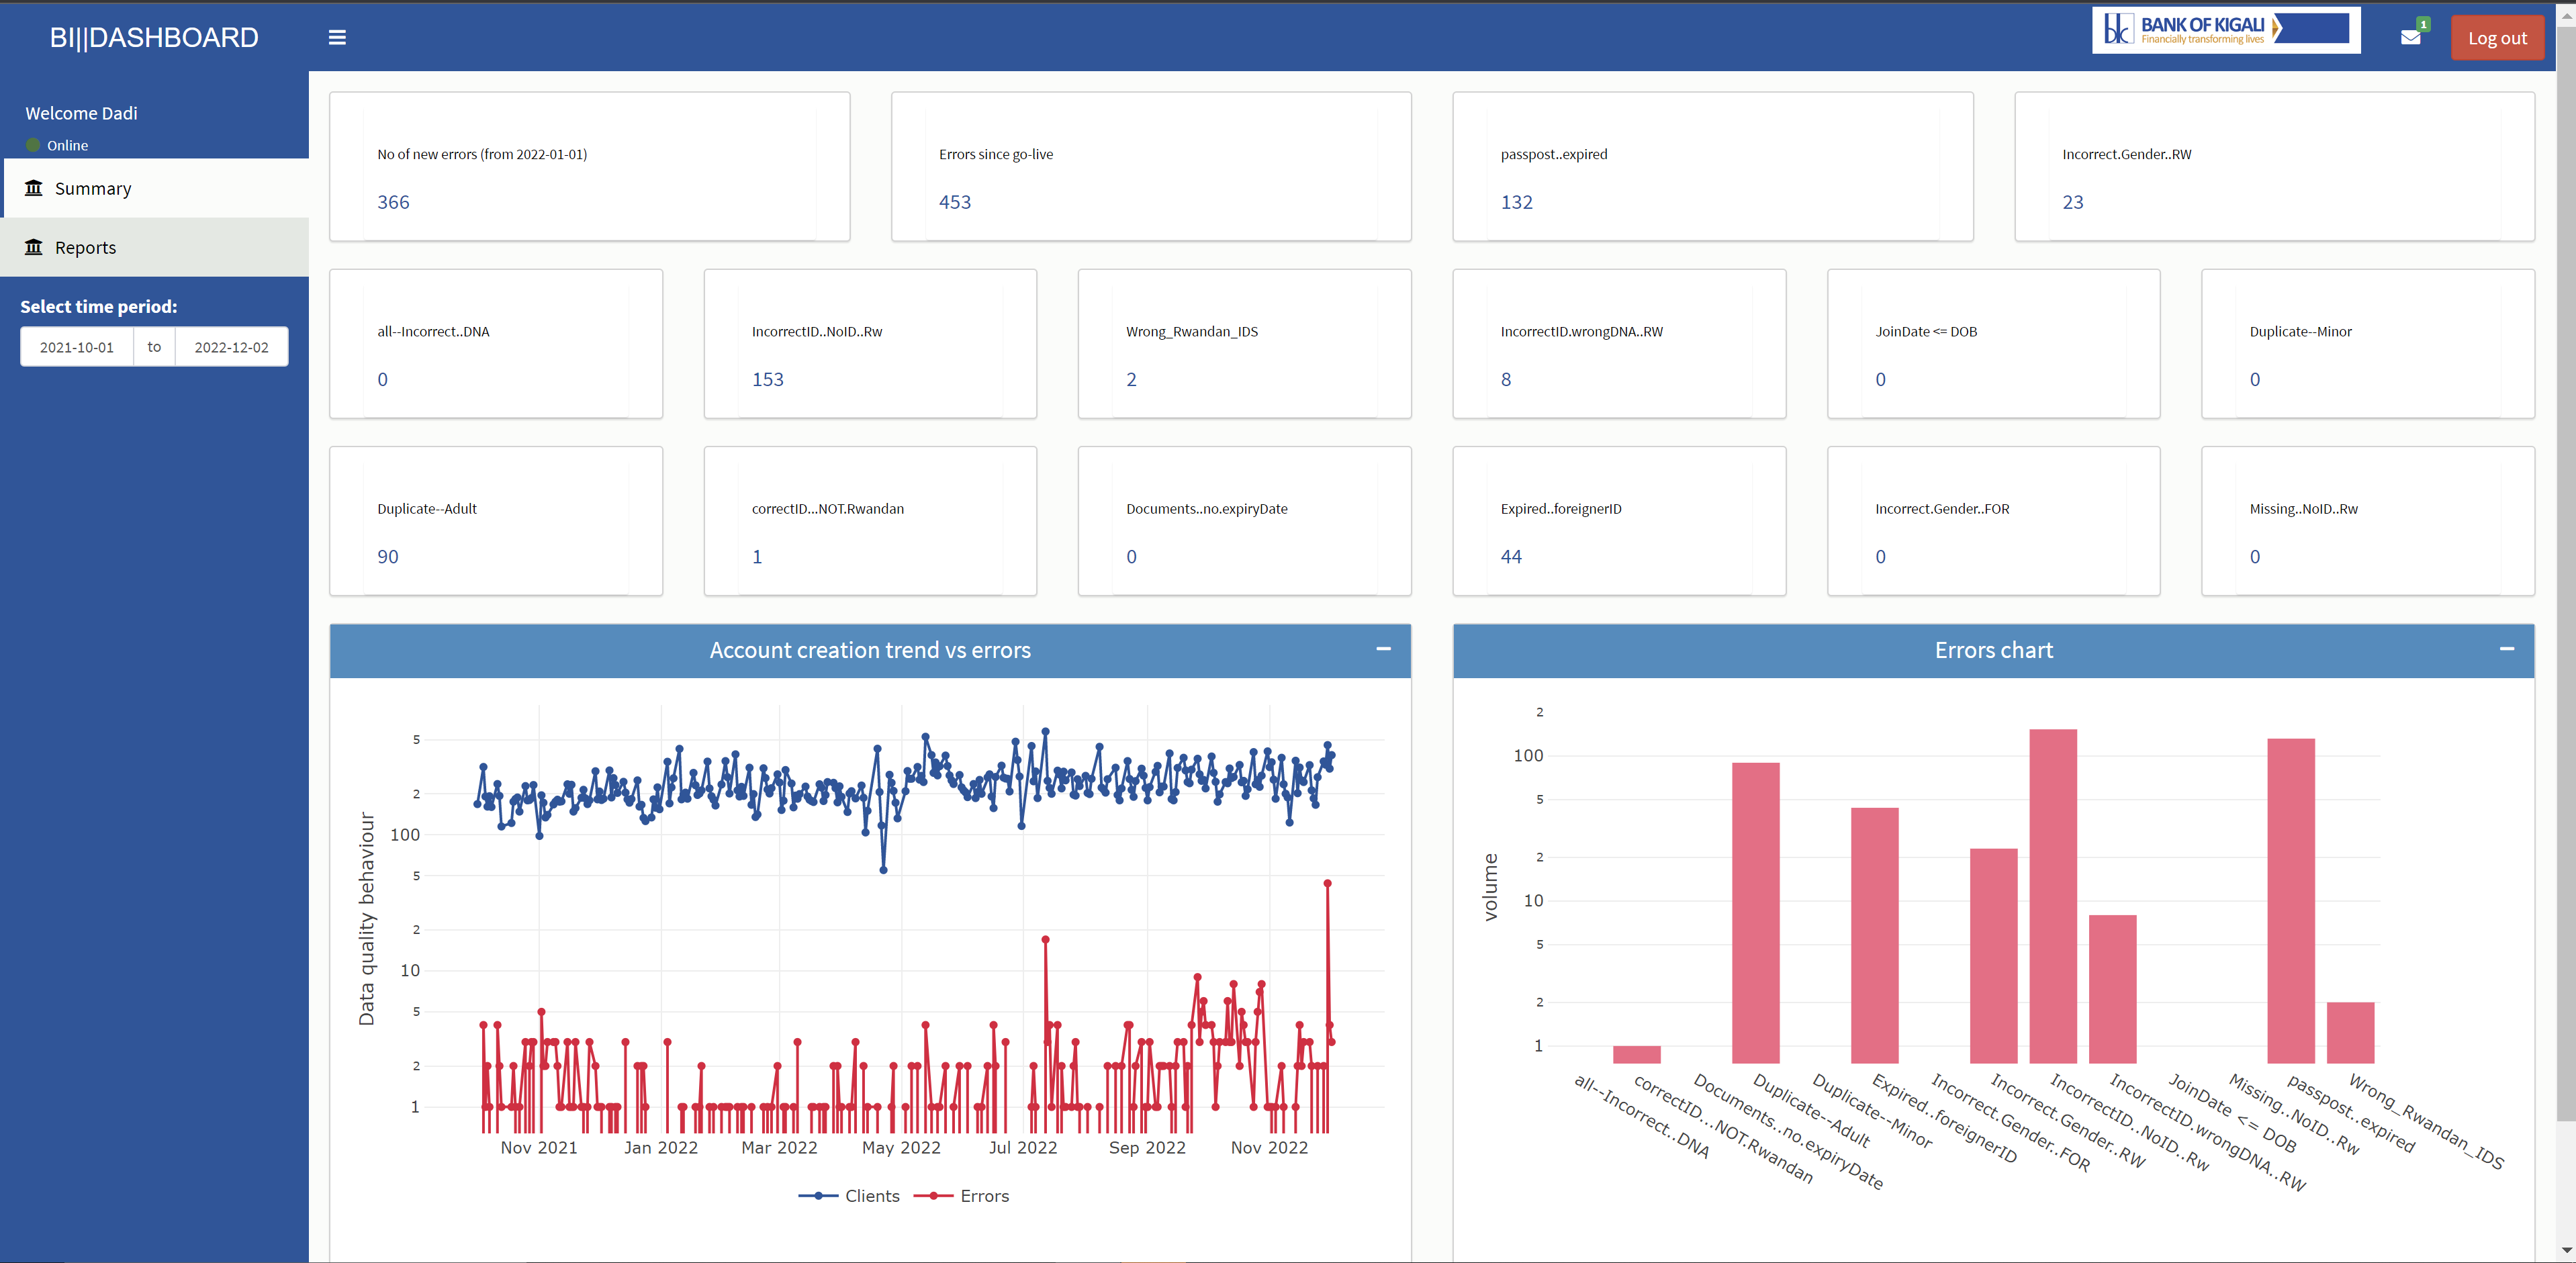 BI||DASHBOARD
BANK OF KIGALI
Financially transforming lives
1
Log out
Welcome Dadi
Online
Summary
Reports
Select time period:
2021-10-01 to 2022-12-02
No of new errors (from 2022-01-01)
366
Errors since go-live
453
passpost..expired
132
Incorrect.Gender..RW
23
all--Incorrect..DNA
0
IncorrectID..NoID..Rw
153
Wrong_Rwandan_IDS
2
IncorrectID.wrongDNA..RW
8
JoinDate <= DOB
0
Duplicate--Minor
0
Duplicate--Adult
90
correctID...NOT.Rwandan
1
Documents..no.expiryDate
0
Expired..foreignerID
44
Incorrect.Gender..FOR
0
Missing..NoID..Rw
0
Account creation trend vs errors
Data quality behaviour
5
2
100
5
2
10
5
2
1
Nov 2021 Jan 2022 Mar 2022 May 2022 Jul 2022 Sep 2022 Nov 2022
Clients Errors
Errors chart
volume
2
100
5
2
10
5
2
1
all--Incorrect..DNA
correctID...NOT.Rwandan
Documents..no.expiryDate
Duplicate--Adult
Duplicate--Minor
Expired..foreignerID
Incorrect.Gender..FOR
Incorrect.Gender..RW
IncorrectID..NoID..Rw
IncorrectID.wrongDNA..RW
JoinDate <= DOB
Missing..NoID..Rw
passpost..expired
Wrong_Rwandan_IDS